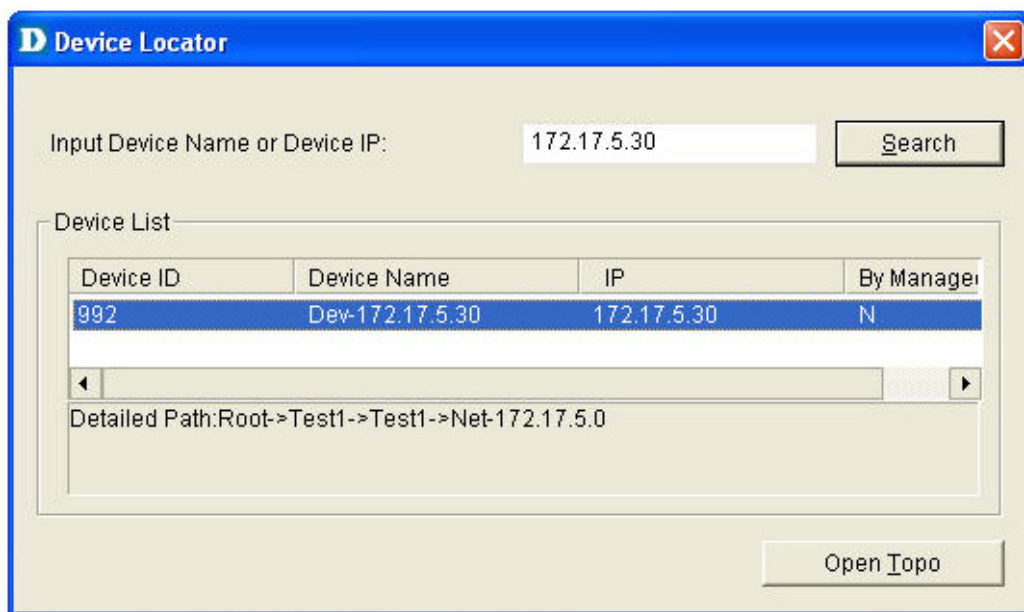 D Device Locator
Input Device Name or Device IP: 172.17.5.30 Search
Device List
Device ID Device Name IP By
992 Dev-172.17.5.30 172.17.5.30 N
Detailed Path:Root->Test1->Test1->Net-172.17.5.0
Open Topo